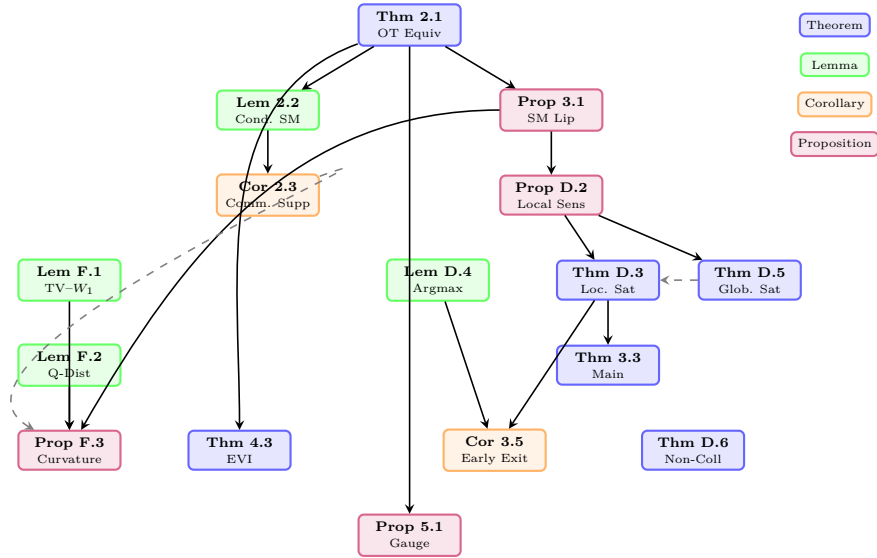 Thm 2.1
OT Equiv
Theorem
Lemma
Corollary
Proposition
Lem 2.2
Cond. SM
Prop 3.1
SM Lip
Cor 2.3
Comm. Supp
Prop D.2
Local Sens
Lem F.1
TV–W₁
Lem D.4
Argmax
Thm D.3
Loc. Sat
Thm D.5
Glob. Sat
Lem F.2
Q-Dist
Thm 3.3
Main
Prop F.3
Curvature
Thm 4.3
EVI
Cor 3.5
Early Exit
Thm D.6
Non-Coll
Prop 5.1
Gauge